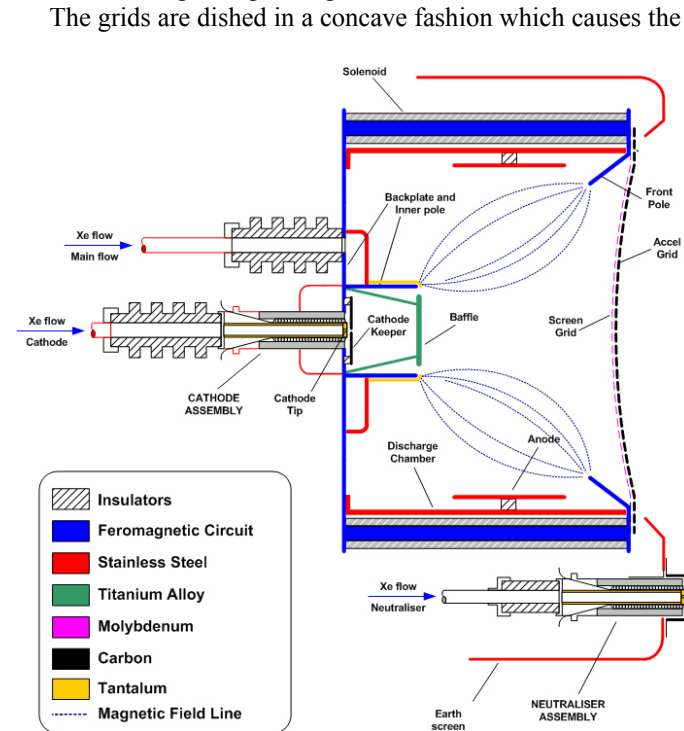 The grids are dished in a concave fashion which causes the
Solenoid
Backplate and
Inner pole
Front
Pole
Xe flow
Main flow
Accel
Grid
Xe flow
Cathode
Cathode
Keeper
Baffle
Screen
Grid
CATHODE
ASSEMBLY
Cathode
Tip
Discharge
Chamber
Anode
Insulators
Feromagnetic Circuit
Stainless Steel
Titanium Alloy
Molybdenum
Carbon
Tantalum
Magnetic Field Line
Xe flow
Neutraliser
Earth
screen
NEUTRALISER
ASSEMBLY